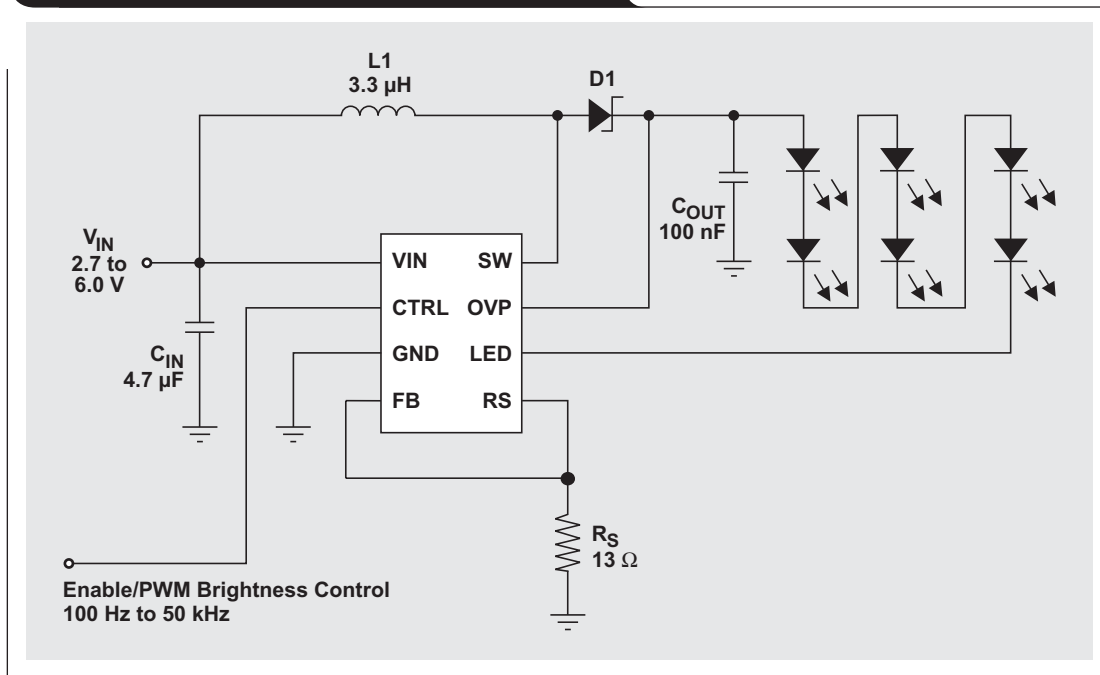 L1
3.3 µH
D1
C_OUT
100 nF
V_IN
2.7 to
6.0 V
VIN SW
CTRL OVP
GND LED
FB RS
C_IN
4.7 µF
R_S
13 Ω
Enable/PWM Brightness Control
100 Hz to 50 kHz